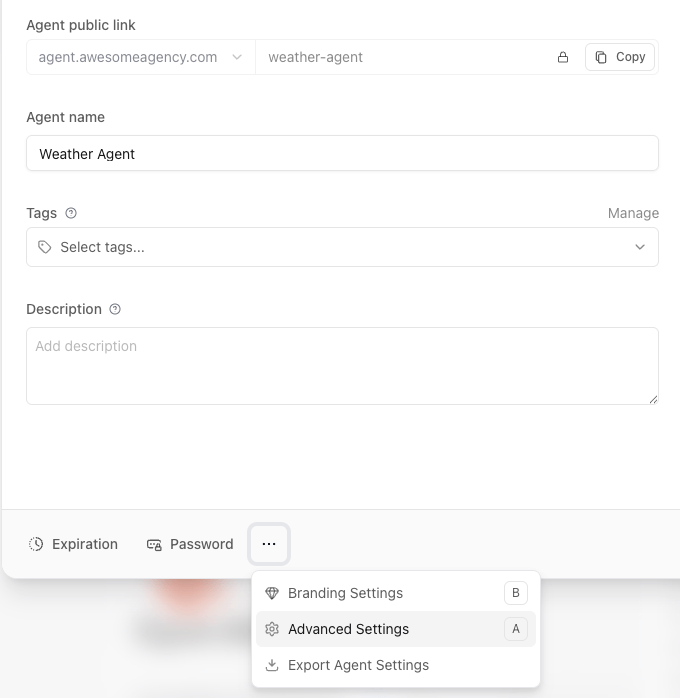 Agent public link
agent.awesomeagency.com weather-agent Copy
Agent name
Weather Agent
Tags Manage
Select tags...
Description
Add description
Expiration Password ...
Branding Settings B
Advanced Settings A
Export Agent Settings